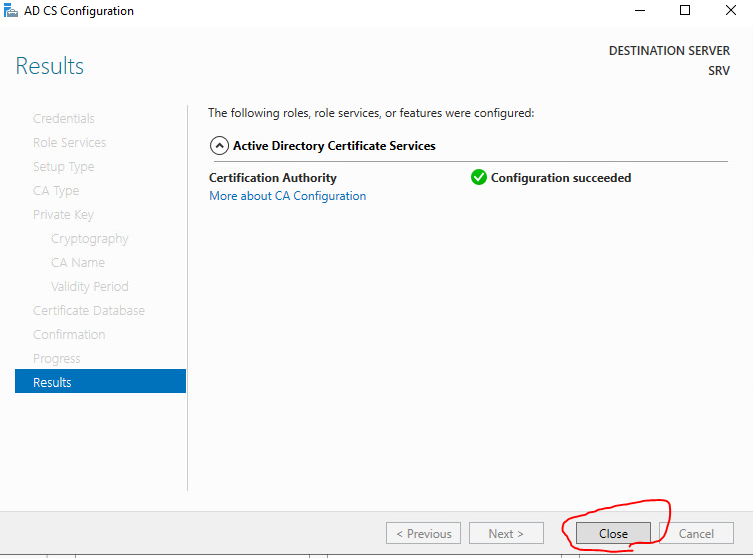 AD CS Configuration
DESTINATION SERVER
SRV
Results
Credentials
Role Services
Setup Type
CA Type
Private Key
Cryptography
CA Name
Validity Period
Certificate Database
Confirmation
Progress
Results
The following roles, role services, or features were configured:
Active Directory Certificate Services
Certification Authority Configuration succeeded
More about CA Configuration
< Previous Next > Close Cancel